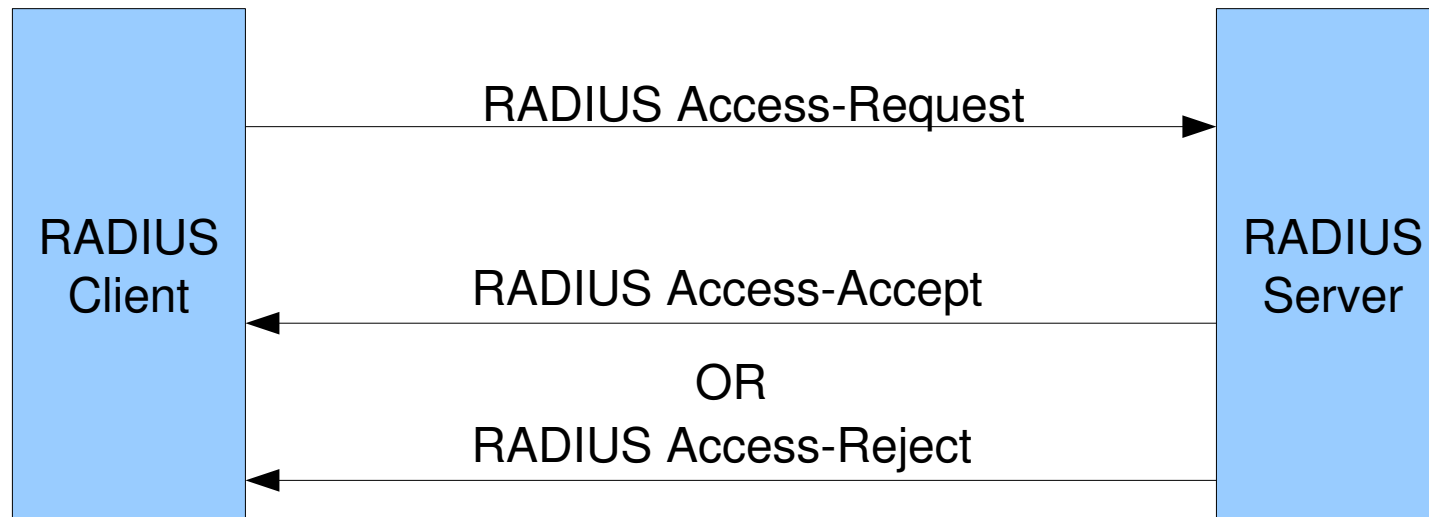 RADIUS Access-Request
RADIUS
Client
RADIUS
Server
RADIUS Access-Accept
OR
RADIUS Access-Reject